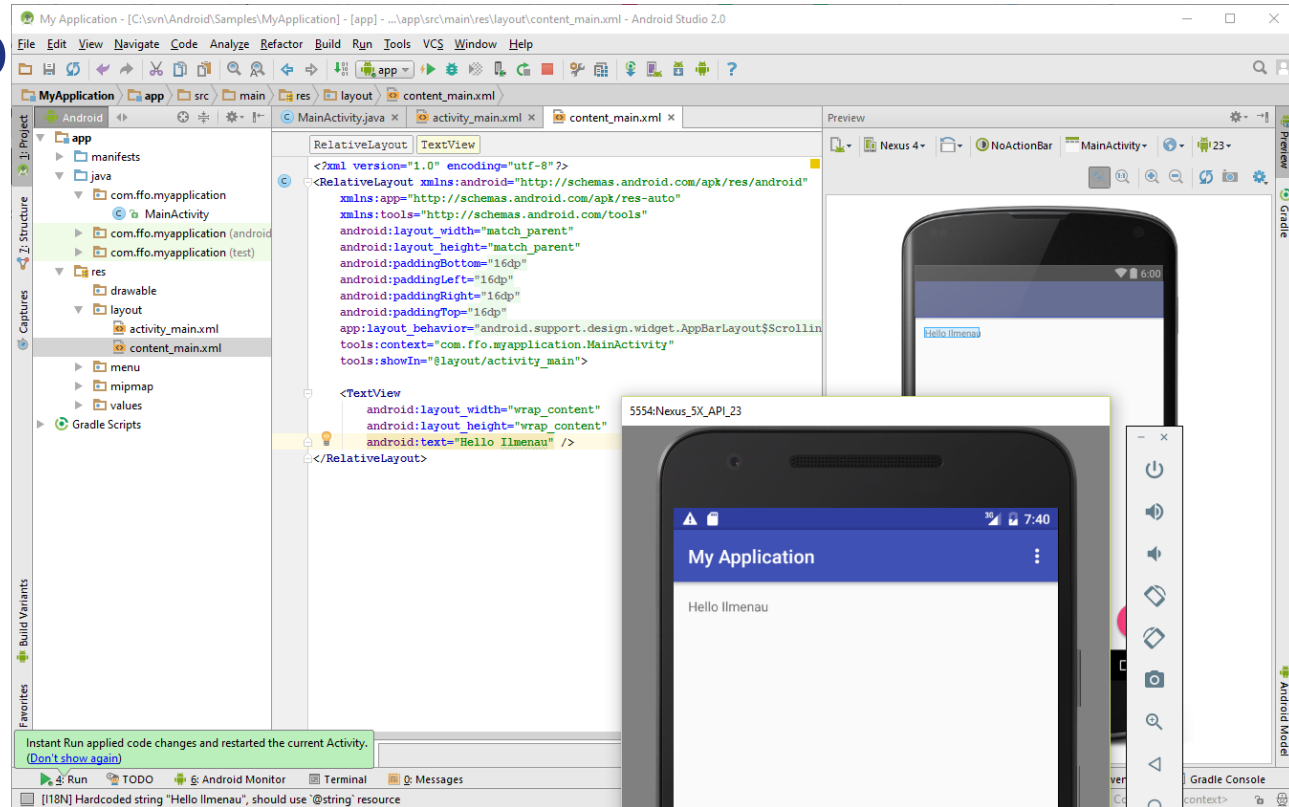 My Application - [C:\svn\Android\Samples\MyApplication] - [app] - ...\app\src\main\res\layout\content_main.xml - Android Studio 2.0
File Edit View Navigate Code Analyze Refactor Build Run Tools VCS Window Help
app
MyApplication app src main res layout content_main.xml
Android
MainActivity.java activity_main.xml content_main.xml
Preview
1: Project
Z: Structure
Captures
Build Variants
Favorites
app
manifests
java
com.ffo.myapplication
MainActivity
com.ffo.myapplication (android
com.ffo.myapplication (test)
res
drawable
layout
activity_main.xml
content_main.xml
menu
mipmap
values
Gradle Scripts
RelativeLayout TextView
<?xml version="1.0" encoding="utf-8"?>
<RelativeLayout xmlns:android="http://schemas.android.com/apk/res/android"
xmlns:app="http://schemas.android.com/apk/res-auto"
xmlns:tools="http://schemas.android.com/tools"
android:layout_width="match_parent"
android:layout_height="match_parent"
android:paddingBottom="16dp"
android:paddingLeft="16dp"
android:paddingRight="16dp"
android:paddingTop="16dp"
app:layout_behavior="android.support.design.widget.AppBarLayout$Scrollin
tools:context="com.ffo.myapplication.MainActivity"
tools:showIn="@layout/activity_main">
<TextView
android:layout_width="wrap_content"
android:layout_height="wrap_content"
android:text="Hello Ilmenau" />
</RelativeLayout>
Nexus 4 NoActionBar MainActivity 23
6:00
Hello Ilmenau
Preview
Gradle
Android Model
5554:Nexus_5X_API_23
3G 7:40
My Application
Hello Ilmenau
Instant Run applied code changes and restarted the current Activity.
(Don't show again)
4: Run TODO 6: Android Monitor Terminal 0: Messages
Gradle Console
[I18N] Hardcoded string "Hello Ilmenau", should use `@string` resource
context>